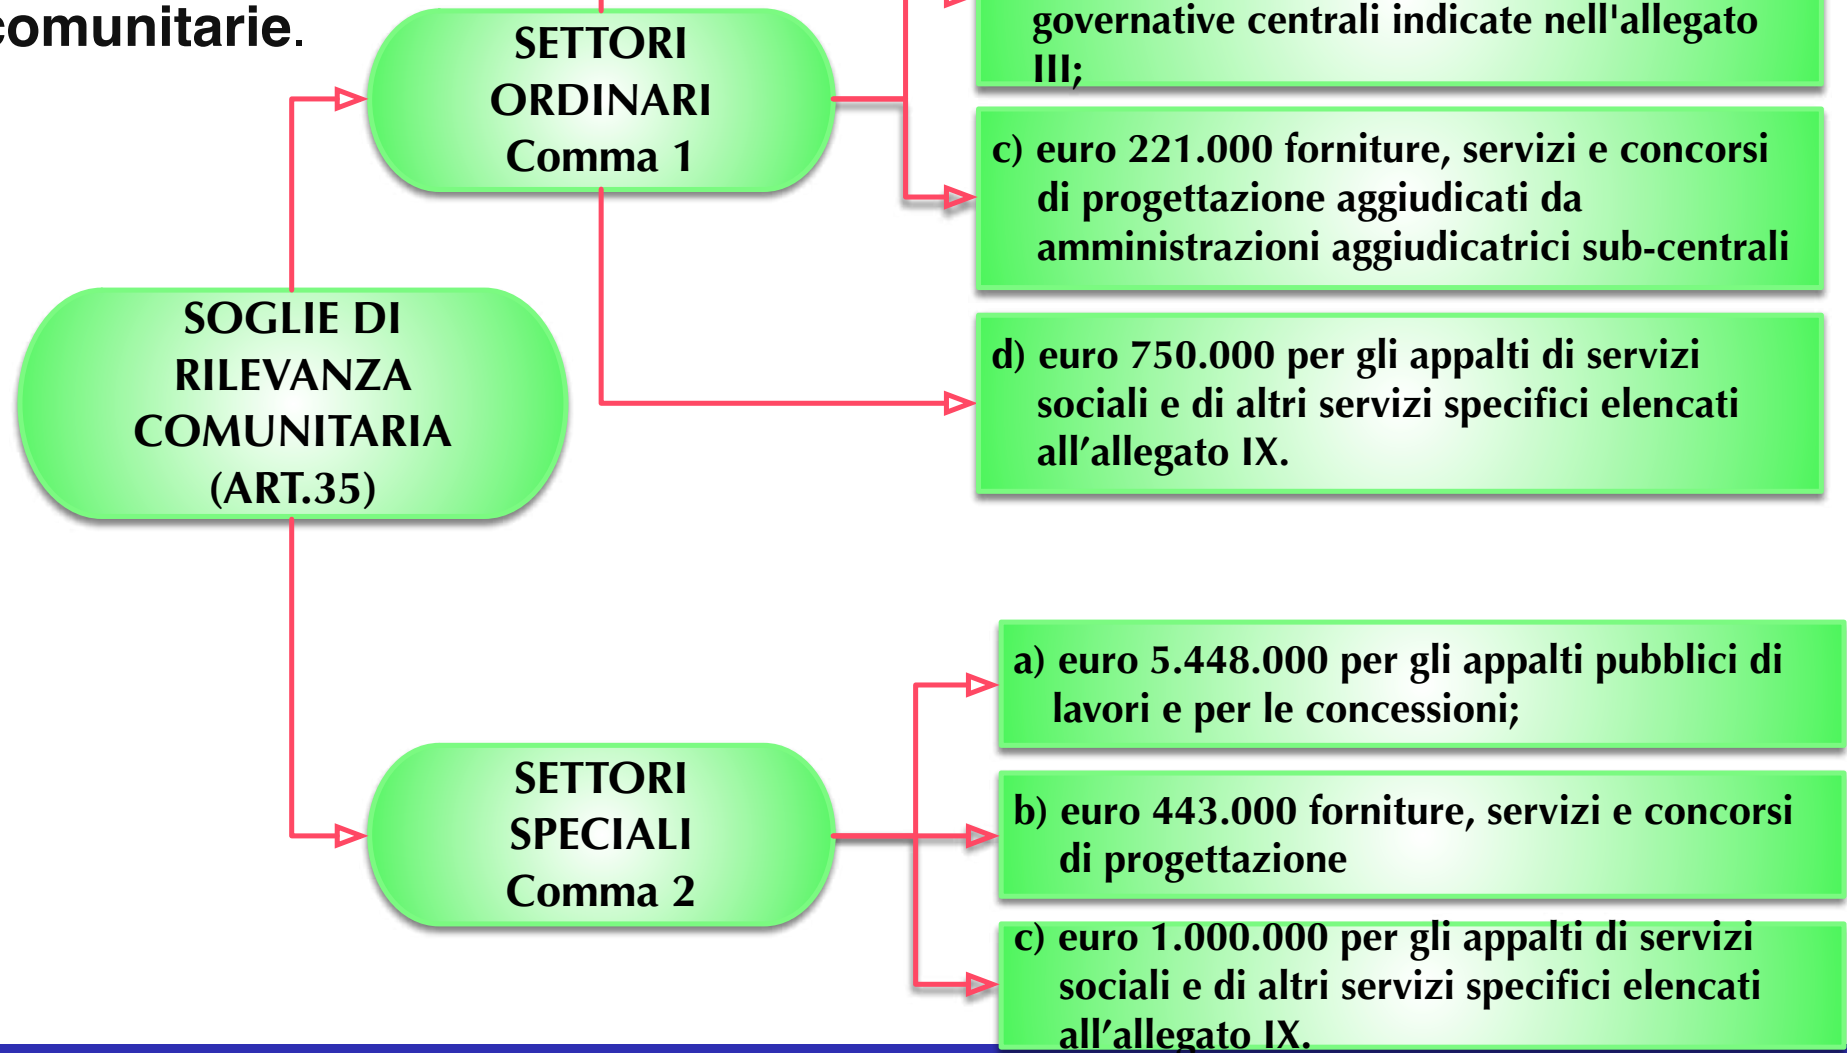 comunitarie.
SETTORI
ORDINARI
Comma 1
governative centrali indicate nell'allegato
III;
c) euro 221.000 forniture, servizi e concorsi
di progettazione aggiudicati da
amministrazioni aggiudicatrici sub-centrali
d) euro 750.000 per gli appalti di servizi
sociali e di altri servizi specifici elencati
all’allegato IX.
SOGLIE DI
RILEVANZA
COMUNITARIA
(ART.35)
SETTORI
SPECIALI
Comma 2
a) euro 5.448.000 per gli appalti pubblici di
lavori e per le concessioni;
b) euro 443.000 forniture, servizi e concorsi
di progettazione
c) euro 1.000.000 per gli appalti di servizi
sociali e di altri servizi specifici elencati
all’allegato IX.